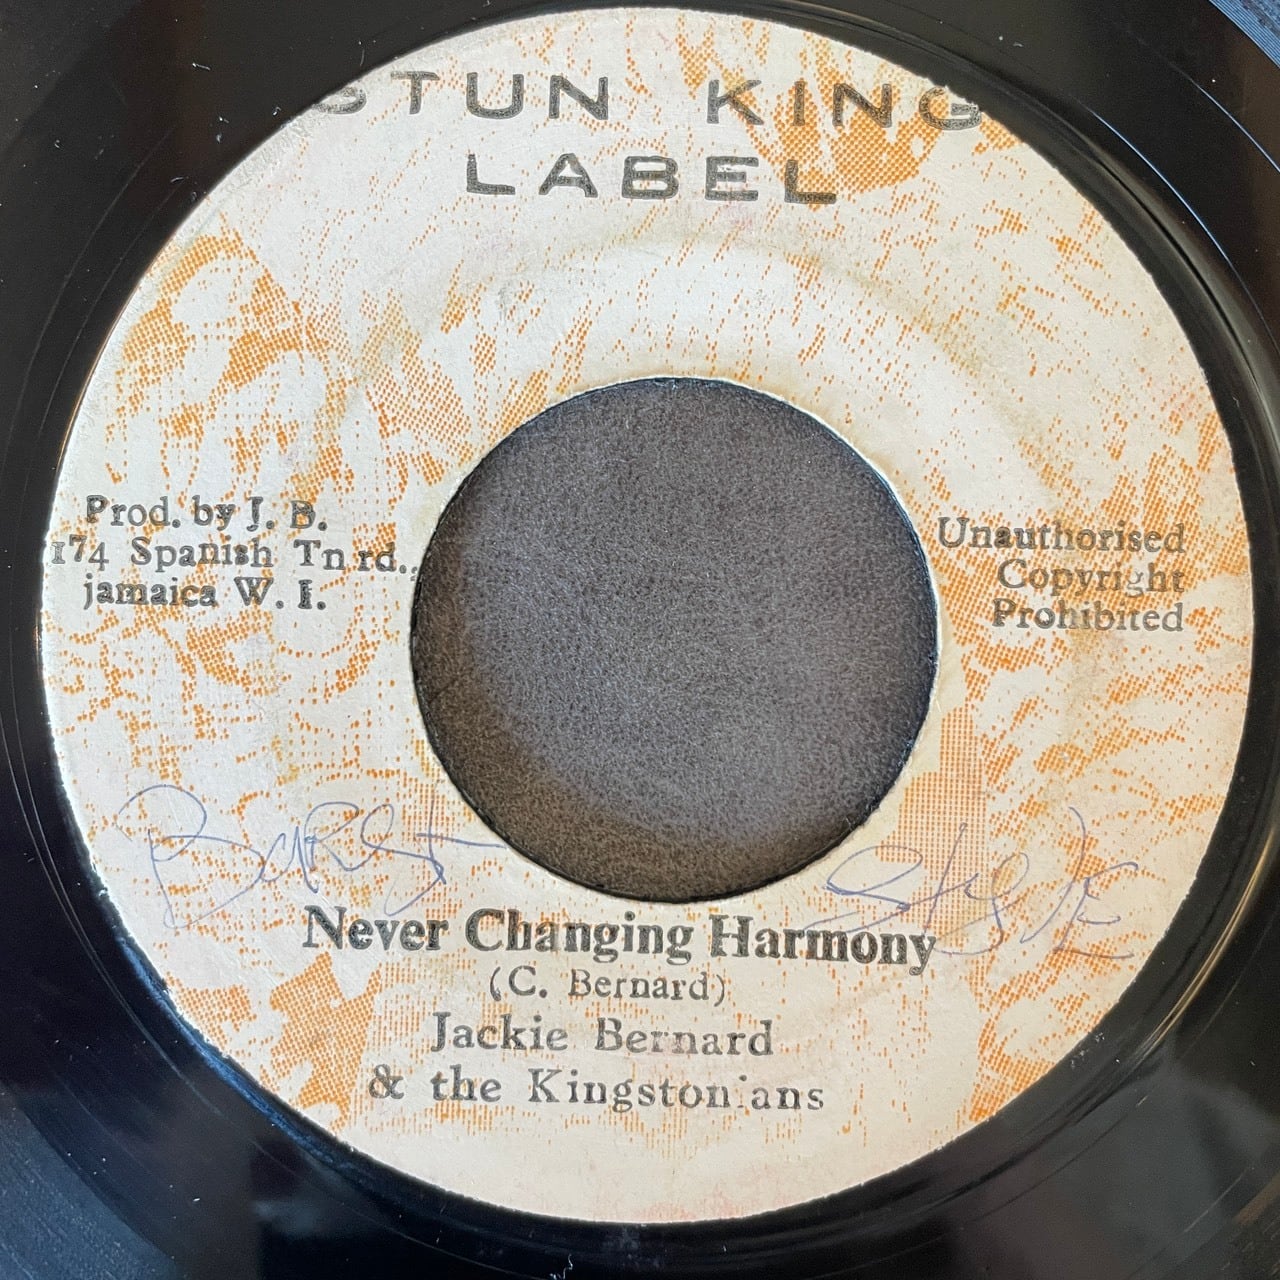 STUN KING
LABEL
Prod. by J. B.
174 Spanish Tn rd.,
jamaica W. I.
Unauthorised
Copyright
Prohibited
Never Changing Harmony
(C. Bernard)
Jackie Bernard
& the Kingstonians